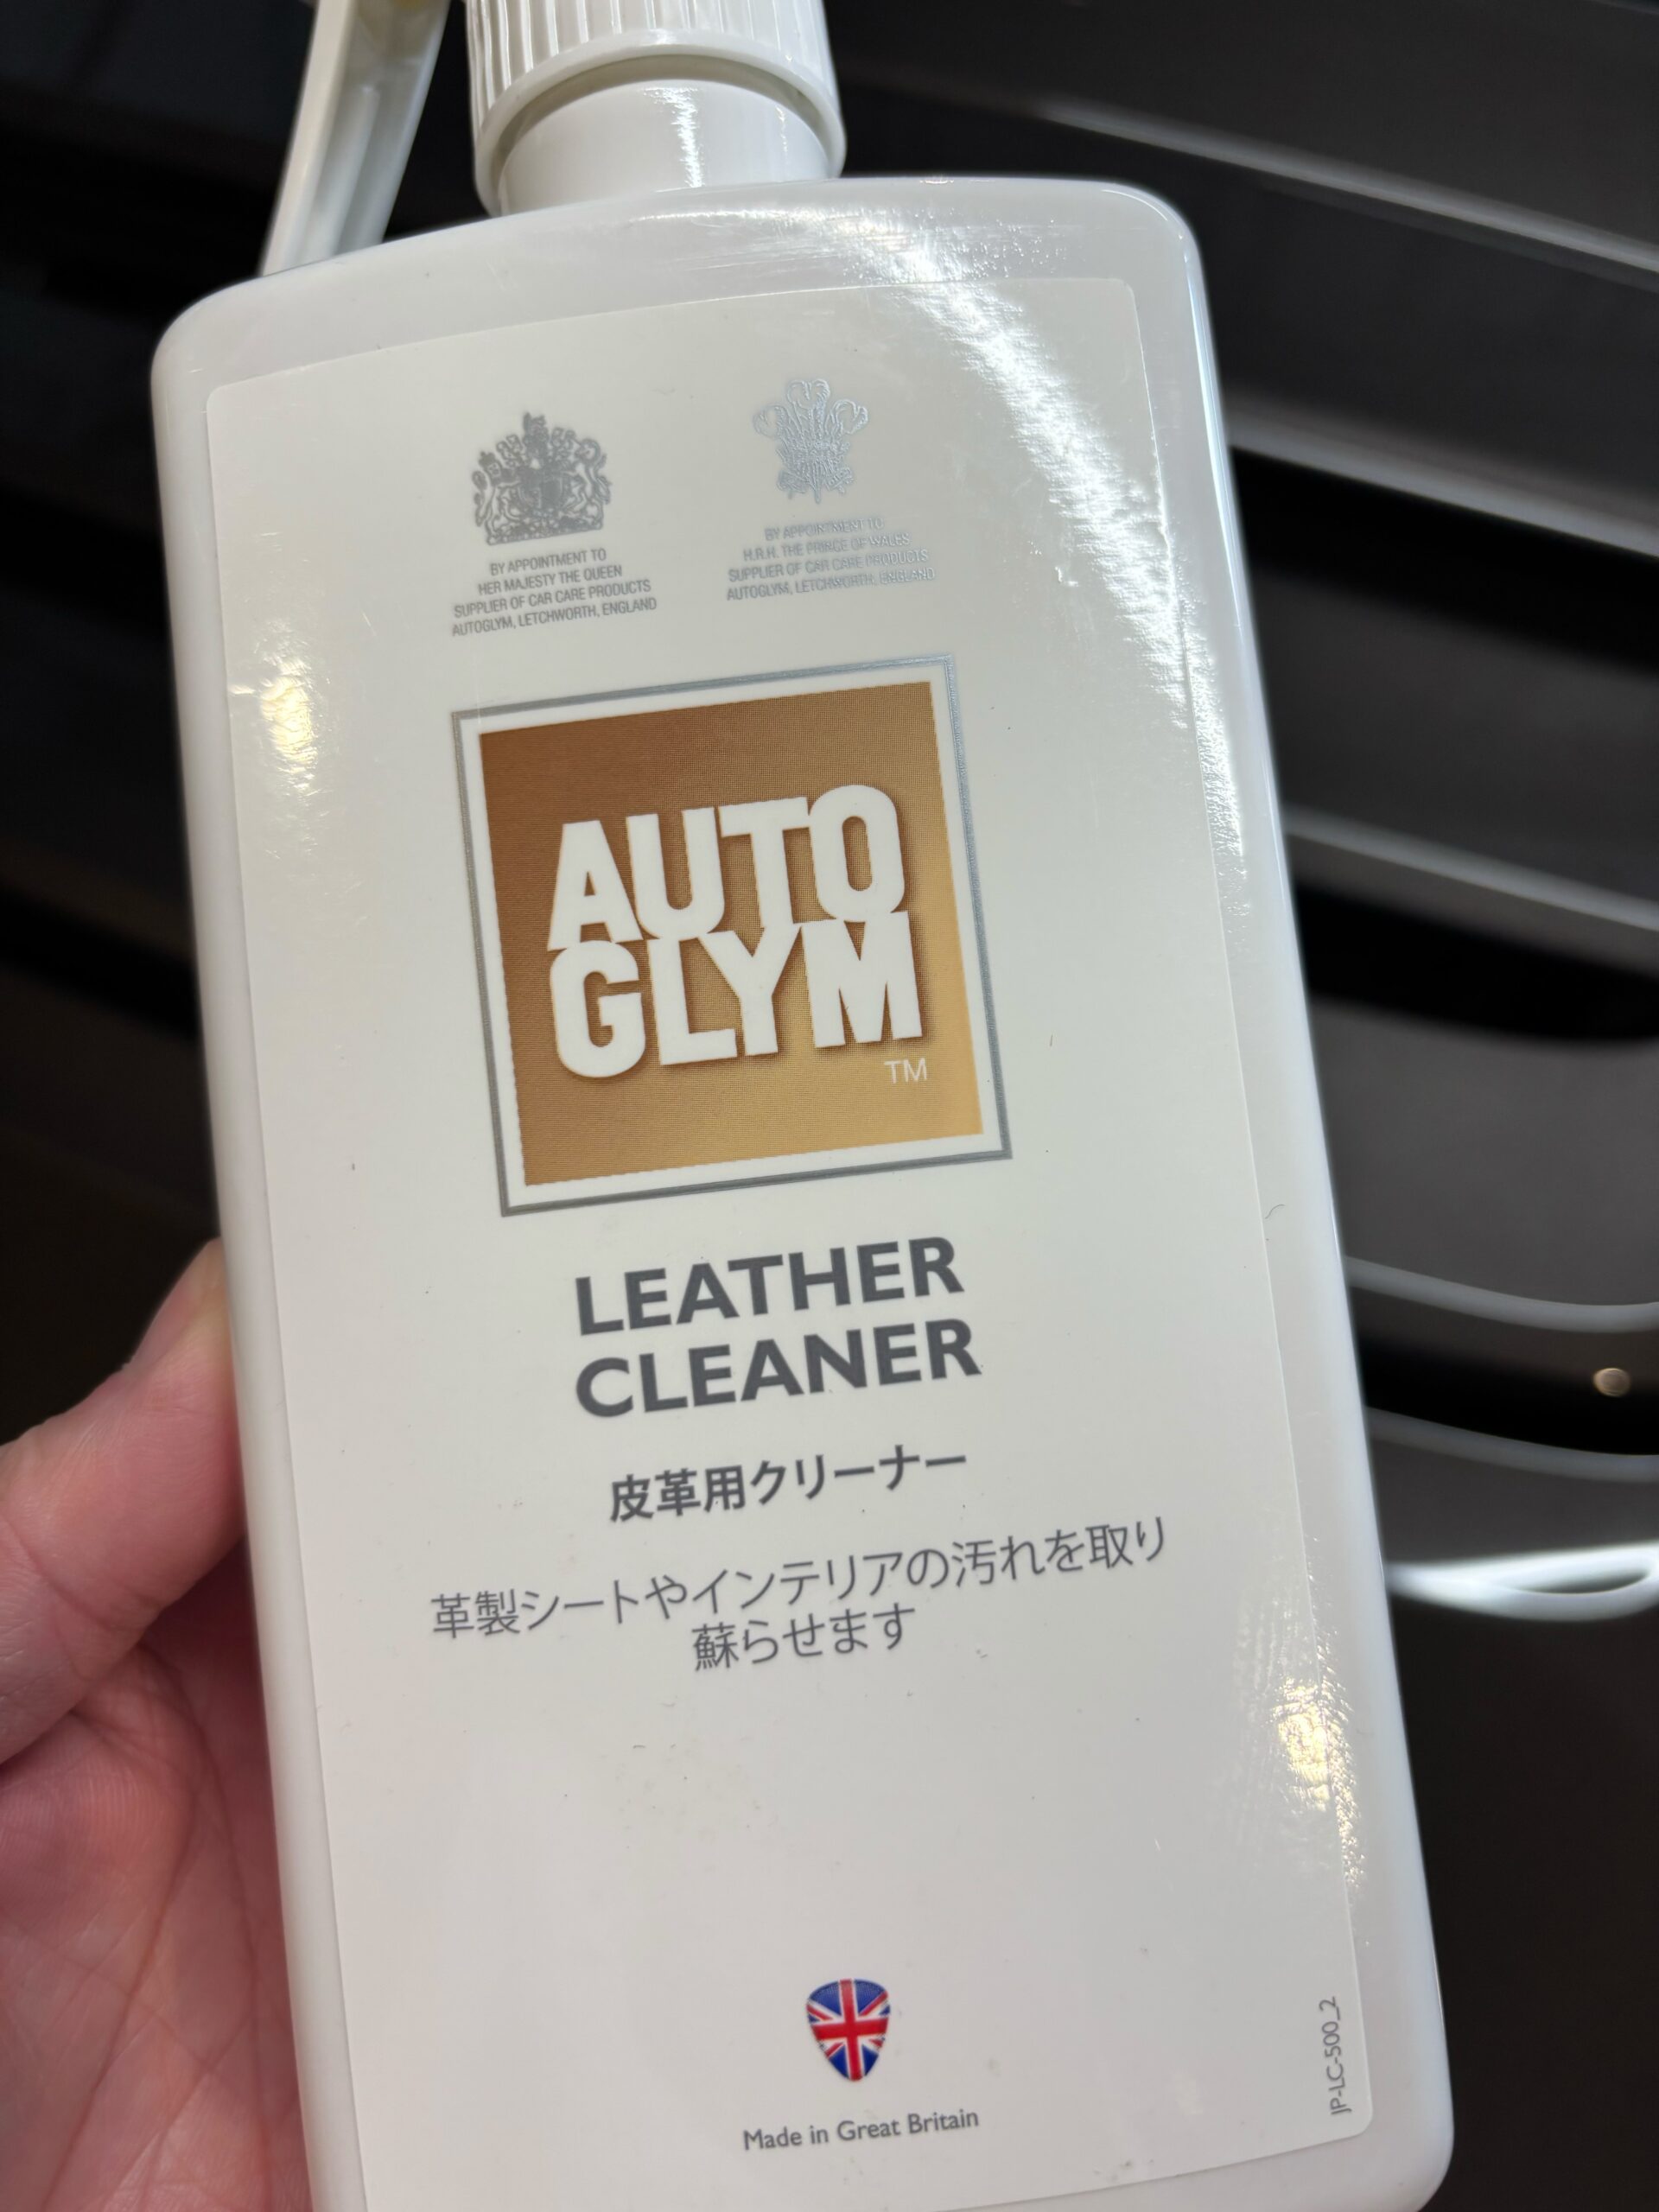 BY APPOINTMENT TO
HER MAJESTY THE QUEEN
SUPPLIER OF CAR CARE PRODUCTS
AUTOGLYM, LETCHWORTH, ENGLAND
BY APPOINTMENT TO
H.R.H. THE PRINCE OF WALES
SUPPLIER OF CAR CARE PRODUCTS
AUTOGLYM, LETCHWORTH, ENGLAND
AUTO
GLYM
TM
LEATHER
CLEANER
皮革用クリーナー
革製シートやインテリアの汚れを取り
蘇らせます
Made in Great Britain
JP-LC-500_2